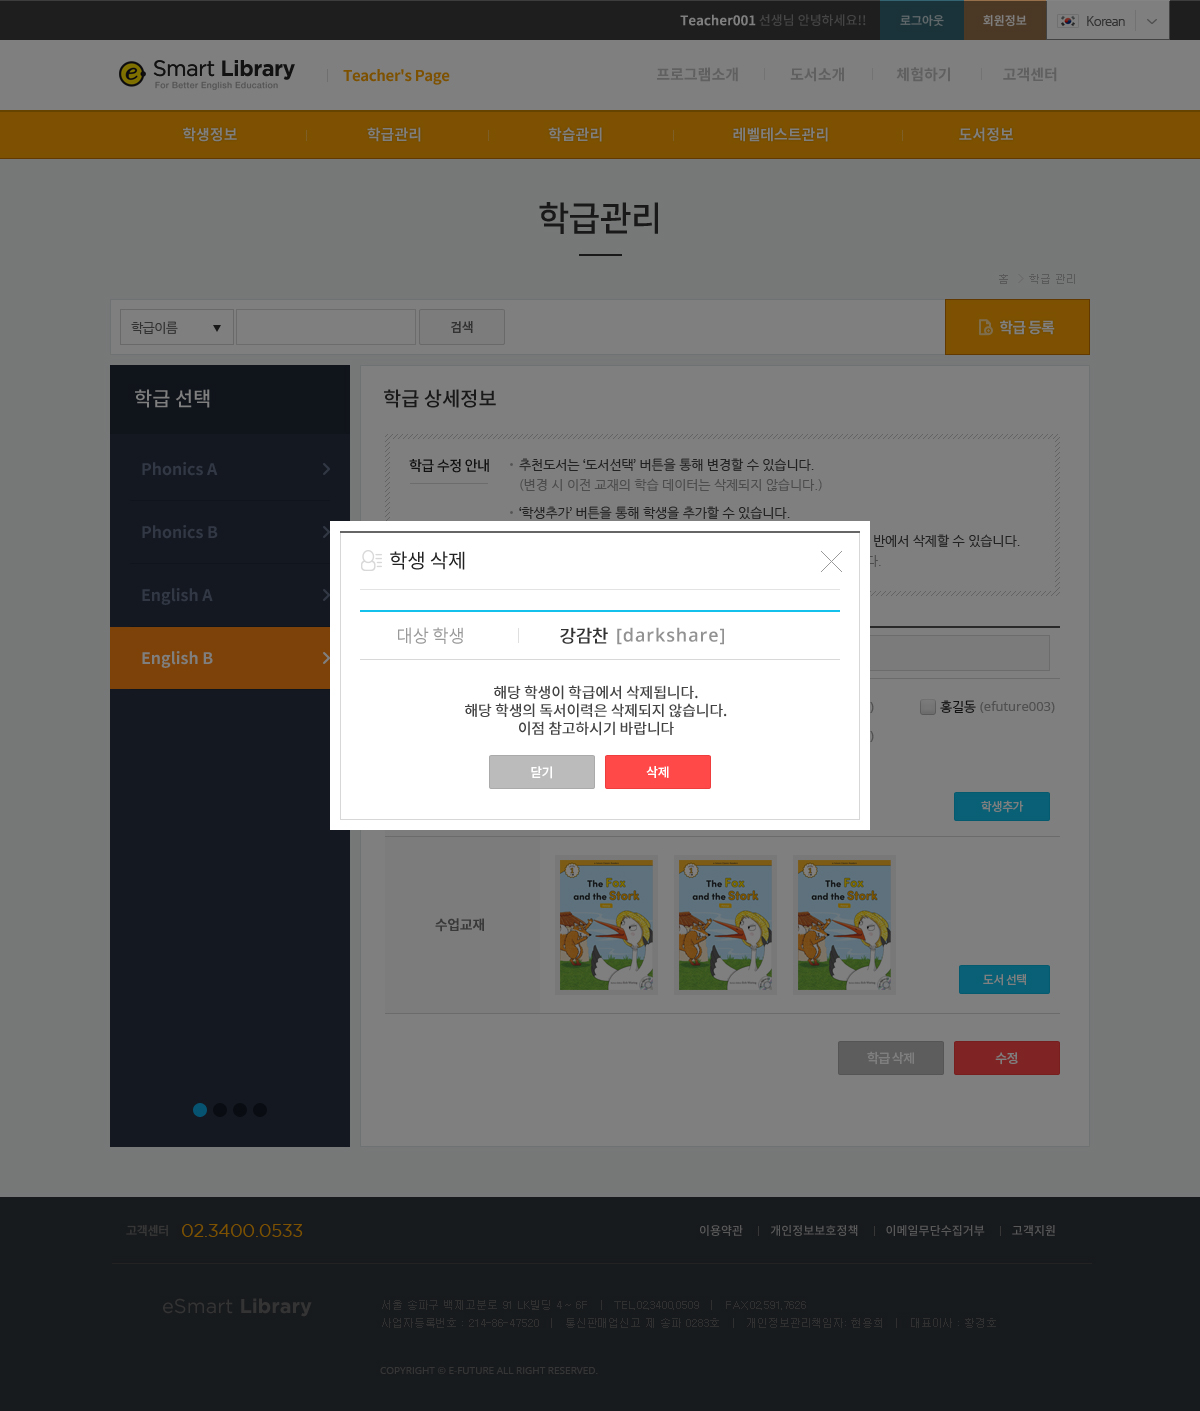 Teacher001 선생님 안녕하세요!!
로그아웃
회원정보
Korean
e Smart Library
For Better English Education
Teacher's Page
프로그램소개
도서소개
체험하기
고객센터
학생정보
학급관리
학습관리
레벨테스트관리
도서정보
학급관리
홈 > 학급 관리
학급이름 ▼
검색
학급 등록
학급 선택
Phonics A
Phonics B
English A
English B
학급 상세정보
학급 수정 안내
· 추천도서는 ‘도서선택’ 버튼을 통해 변경할 수 있습니다.
(변경 시 이전 교재의 학습 데이터는 삭제되지 않습니다.)
· ‘학생추가’ 버튼을 통해 학생을 추가할 수 있습니다.
반에서 삭제할 수 있습니다.
다.
학생 삭제
대상 학생
강감찬 [darkshare]
해당 학생이 학급에서 삭제됩니다.
해당 학생의 독서이력은 삭제되지 않습니다.
이점 참고하시기 바랍니다
닫기
삭제
)
홍길동 (efuture003)
)
학생추가
수업교재
The Fox
and the Stork
The Fox
and the Stork
The Fox
and the Stork
도서 선택
학급 삭제
수정
고객센터 02.3400.0533
이용약관 | 개인정보보호정책 | 이메일무단수집거부 | 고객지원
eSmart Library
서울 송파구 백제고분로 91 LK빌딩 4 ~ 6F | TEL.02.3400.0509 | FAX.02.591.7626
사업자등록번호 : 214-86-47520 | 통신판매업신고 제 송파 0283호 | 개인정보관리책임자: 현용희 | 대표이사 : 황경호
COPYRIGHT © E·FUTURE ALL RIGHT RESERVED.